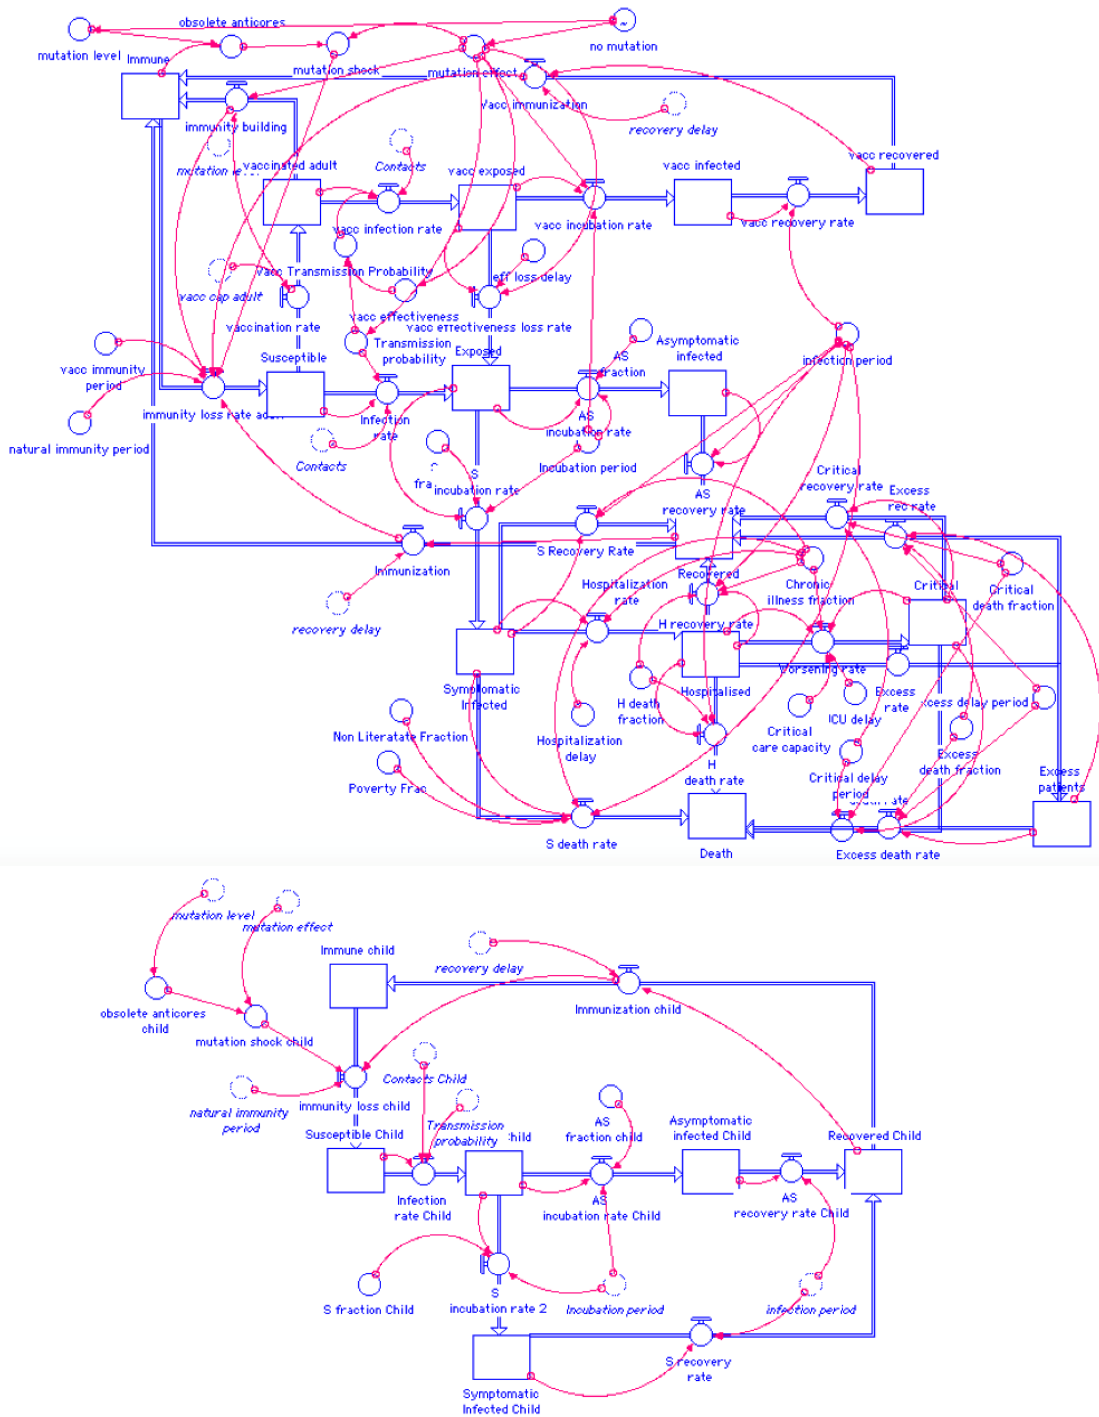 obsolete anticores
mutation level
Immune
mutation shock
mutation effect
no mutation
vacc immunization
immunity building
recovery delay
Contacts
vaccinated adult
vacc exposed
vacc infected
vacc recovered
vacc infection rate
vacc incubation rate
vacc recovery rate
vacc Transmission Probability
eff loss delay
vacc cap adult
vacc effectiveness
vacc effectiveness loss rate
vaccination rate
Transmission
probability
Susceptible
Exposed
AS
fraction
Asymptomatic
infected
infection period
vacc immunity
period
natural immunity period
Infection
rate
Contacts
AS
incubation rate
Incubation period
S
incubation rate
AS
recovery rate
Critical
recovery rate
Excess
rec rate
S Recovery Rate
Immunization
recovery delay
Recovered
Hospitalization
rate
Chronic
illness fraction
Critical
Critical
death fraction
H recovery rate
Symptomatic
Infected
Hospitalised
Worsening rate
H death
fraction
Excess
rate
ICU delay
Critical
care capacity
Non Literatate Fraction
Hospitalization
delay
Poverty Frac
H
death rate
Critical delay
period
Excess
death fraction
Excess
patients
S death rate
Death
Excess death rate
mutation level
mutation effect
Immune child
recovery delay
Immunization child
obsolete anticores
child
mutation shock child
Contacts Child
natural immunity
period
immunity loss child
Transmission
probability
Susceptible Child
AS
fraction child
Asymptomatic
infected Child
Recovered Child
Infection
rate Child
AS
incubation rate Child
AS
recovery rate Child
S fraction Child
S
incubation rate 2
Incubation period
infection period
S recovery
rate
Symptomatic
Infected Child